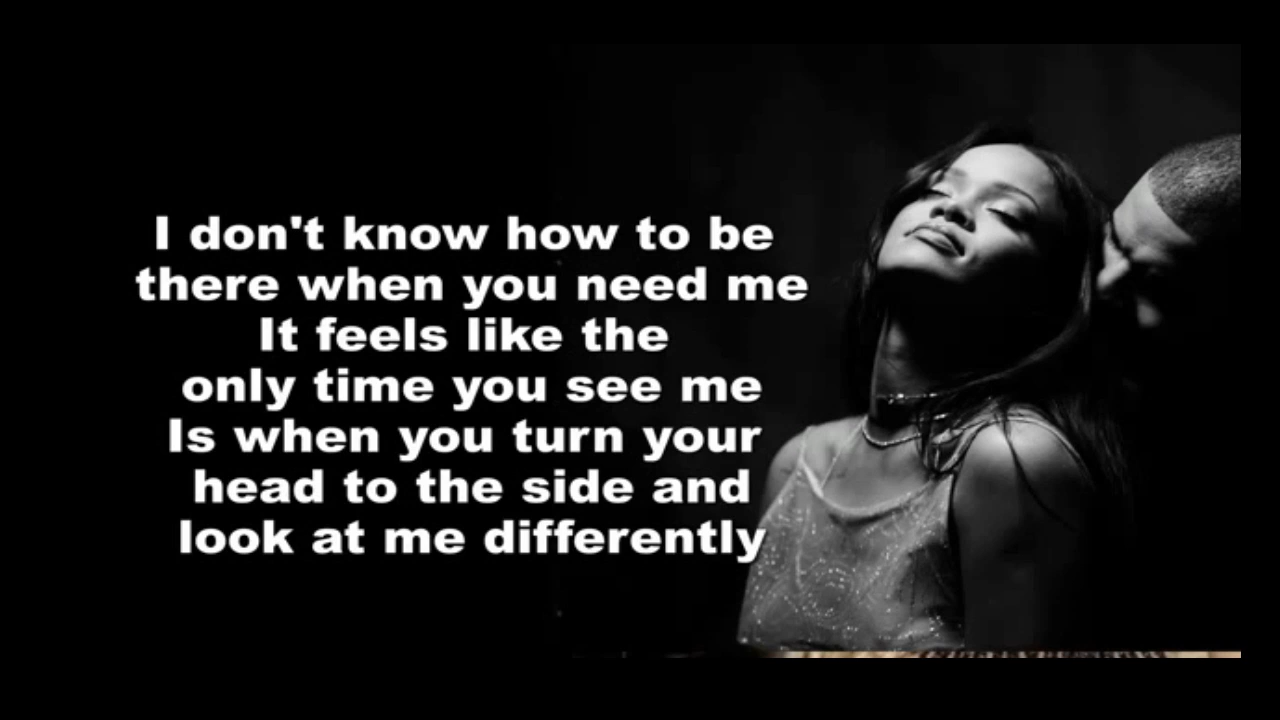 I don't know how to be
there when you need me
It feels like the
only time you see me
Is when you turn your
head to the side and
look at me differently